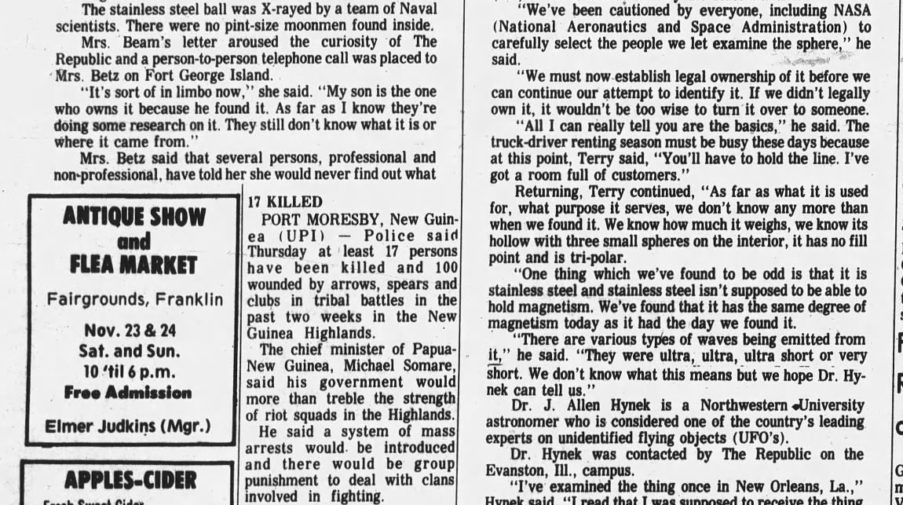 The stainless steel ball was X-rayed by a team of Naval
scientists. There were no pint-size moonmen found inside.
Mrs. Beam's letter aroused the curiosity of The
Republic and a person-to-person telephone call was placed to
Mrs. Betz on Fort George Island.
"It's sort of in limbo now," she said. "My son is the one
who owns it because he found it. As far as I know they're
doing some research on it. They still don't know what it is or
where it came from."
Mrs. Betz said that several persons, professional and
non-professional, have told her she would never find out what
ANTIQUE SHOW
and
FLEA MARKET
Fairgrounds, Franklin
Nov. 23 & 24
Sat. and Sun.
10 'til 6 p.m.
Free Admission
Elmer Judkins (Mgr.)
APPLES-CIDER
Fresh Sweet Cider
17 KILLED
PORT MORESBY, New Guin-
ea (UPI) — Police said
Thursday at least 17 persons
have been killed and 100
wounded by arrows, spears and
clubs in tribal battles in the
past two weeks in the New
Guinea Highlands.
The chief minister of Papua-
New Guinea, Michael Somare,
said his government would
more than treble the strength
of riot squads in the Highlands.
He said a system of mass
arrests would be introduced
and there would be group
punishment to deal with clans
involved in fighting.
"We've been cautioned by everyone, including NASA
(National Aeronautics and Space Administration) to
carefully select the people we let examine the sphere," he
said.
"We must now establish legal ownership of it before we
can continue our attempt to identify it. If we didn't legally
own it, it wouldn't be too wise to turn it over to someone.
"All I can really tell you are the basics," he said. The
truck-driver renting season must be busy these days because
at this point, Terry said, "You'll have to hold the line. I've
got a room full of customers."
Returning, Terry continued, "As far as what it is used
for, what purpose it serves, we don't know any more than
when we found it. We know how much it weighs, we know its
hollow with three small spheres on the interior, it has no fill
point and is tri-polar.
"One thing which we've found to be odd is that it is
stainless steel and stainless steel isn't supposed to be able to
hold magnetism. We've found that it has the same degree of
magnetism today as it had the day we found it.
"There are various types of waves being emitted from
it," he said. "They were ultra, ultra, ultra short or very
short. We don't know what this means but we hope Dr. Hy-
nek can tell us."
Dr. J. Allen Hynek is a Northwestern University
astronomer who is considered one of the country's leading
experts on unidentified flying objects (UFO's).
Dr. Hynek was contacted by The Republic on the
Evanston, Ill., campus.
"I've examined the thing once in New Orleans, La.,"
Hynek said. "I read that I was supposed to receive the thing